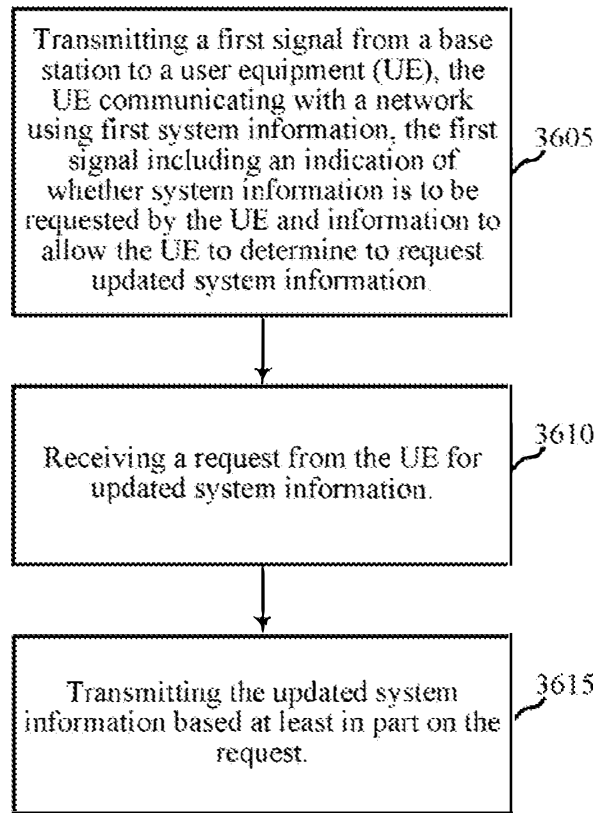 Transmitting a first signal from a base
station to a user equipment (UE), the
UE communicating with a network
using first system information, the first
signal including an indication of
whether system information is to be
requested by the UE and information to
allow the UE to determine to request
updated system information.
3605
Receiving a request from the UE for
updated system information.
3610
Transmitting the updated system
information based at least in part on the
request.
3615